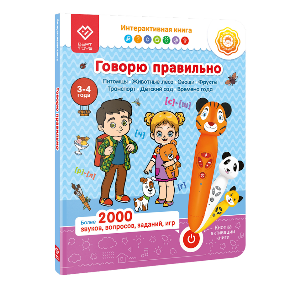 Интерактивная книга
Говорю правильно
Питомцы Животные леса Овощи Фрукты
Транспорт Детский сад Времена года
3-4
года
[с]-[ш]
Более 2000
звуков, вопросов, заданий, игр
Говорю правильно